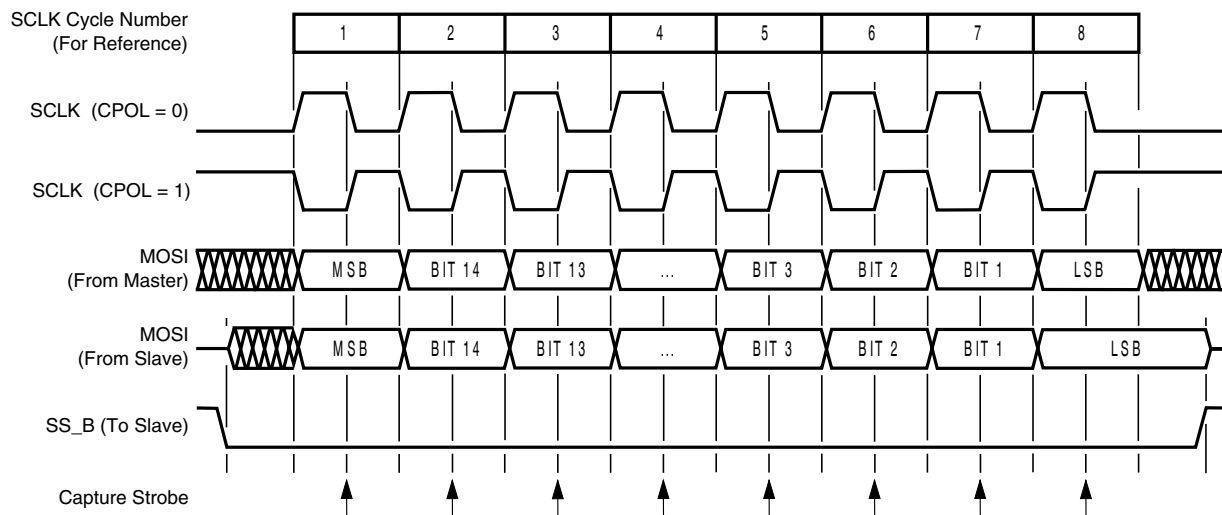 SCLK Cycle Number
(For Reference)
1 2 3 4 5 6 7 8
SCLK (CPOL = 0)
SCLK (CPOL = 1)
MOSI
(From Master)
MSB BIT 14 BIT 13 ... BIT 3 BIT 2 BIT 1 LSB
MOSI
(From Slave)
MSB BIT 14 BIT 13 ... BIT 3 BIT 2 BIT 1 LSB
SS_B (To Slave)
Capture Strobe